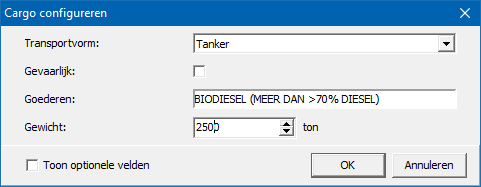 Cargo configureren
Transportvorm: Tanker
Gevaarlijk:
Goederen: BIODIESEL (MEER DAN >70% DIESEL)
Gewicht: 2500 ton
Toon optionele velden OK Annuleren